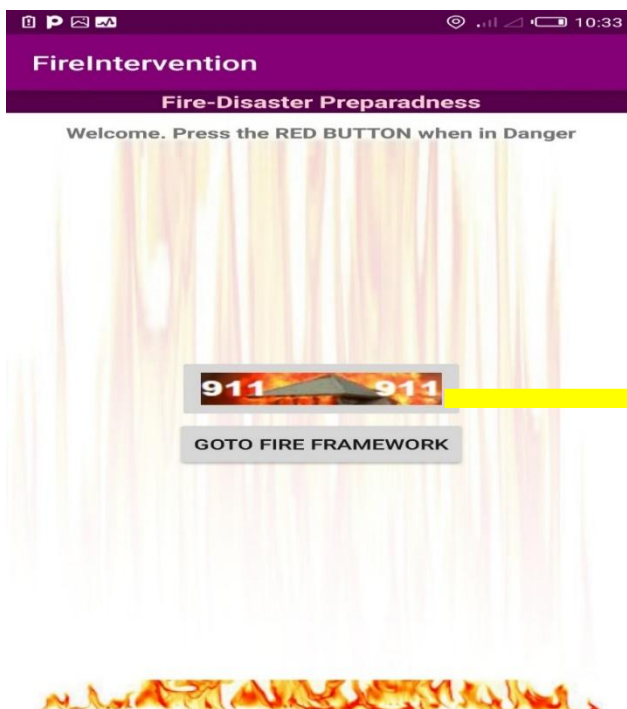 10:33
FireIntervention
Fire-Disaster Preparadness
Welcome. Press the RED BUTTON when in Danger
911 911
GOTO FIRE FRAMEWORK